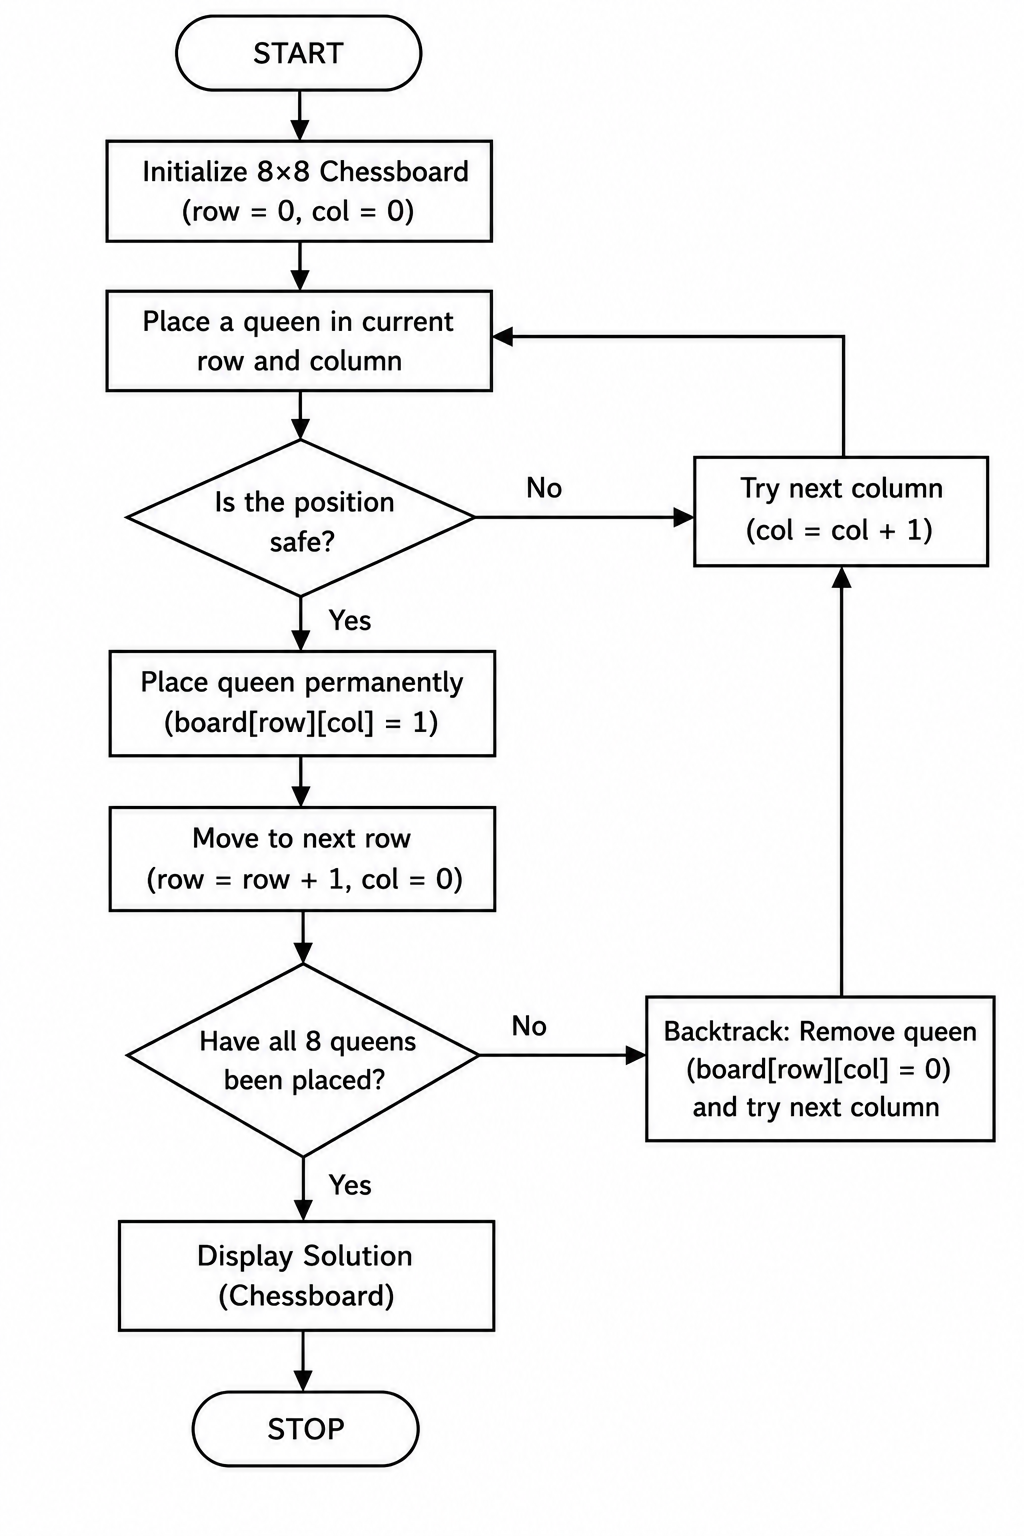 START
Initialize 8×8 Chessboard
(row = 0, col = 0)
Place a queen in current
row and column
Is the position
safe?
No
Try next column
(col = col + 1)
Yes
Place queen permanently
(board[row][col] = 1)
Move to next row
(row = row + 1, col = 0)
Have all 8 queens
been placed?
No
Backtrack: Remove queen
(board[row][col] = 0)
and try next column
Yes
Display Solution
(Chessboard)
STOP